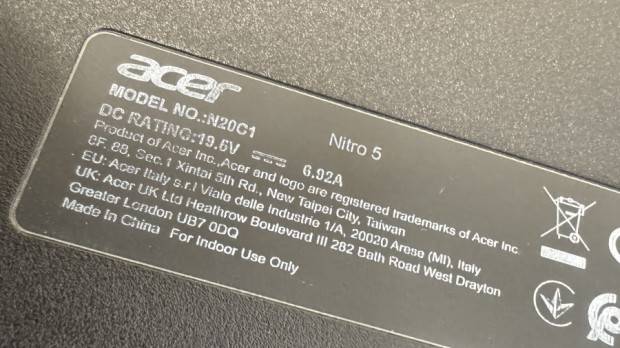 acer
MODEL NO.:N20C1 Nitro 5
DC RATING:19.5V 6.92A
Product of Acer Inc.,Acer and logo are registered trademarks of Acer Inc.
8F, 88, Sec.1 Xintai 5th Rd., New Taipei City, Taiwan
EU: Acer Italy s.r.l Viale delle Industrie 1/A, 20020 Arese (MI), Italy
UK: Acer UK Ltd Heathrow Boulevard III 282 Bath Road West Drayton
Greater London UB7 0DQ
Made In China For Indoor Use Only